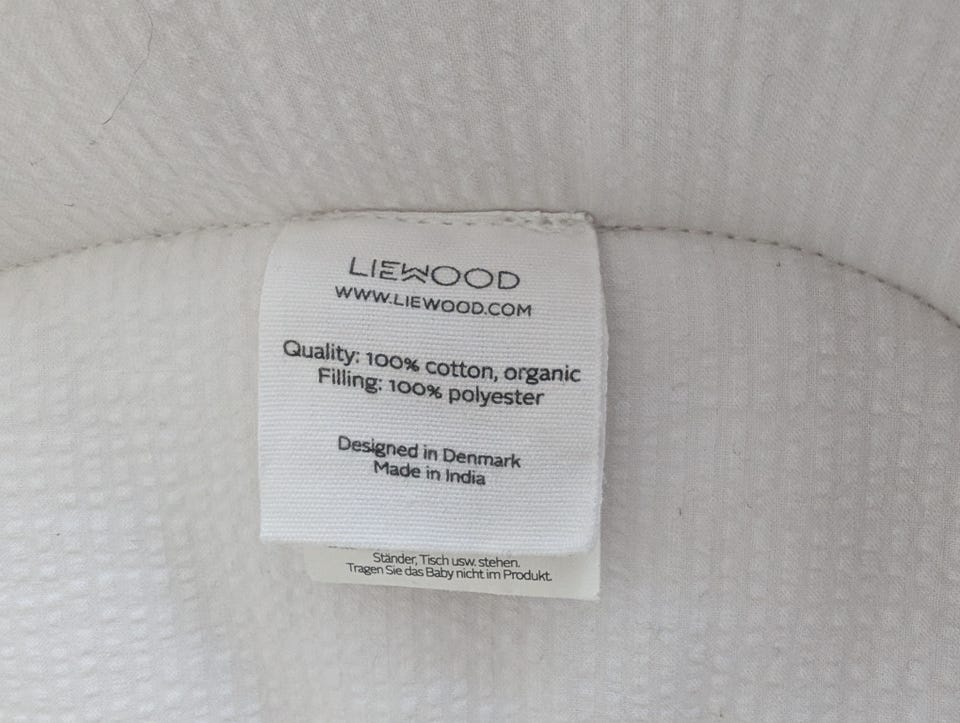 LIEWOOD
WWW.LIEWOOD.COM
Quality: 100% cotton, organic
Filling: 100% polyester
Designed in Denmark
Made in India
Ständer, Tisch usw. stehen.
Tragen Sie das Baby nicht im Produkt.